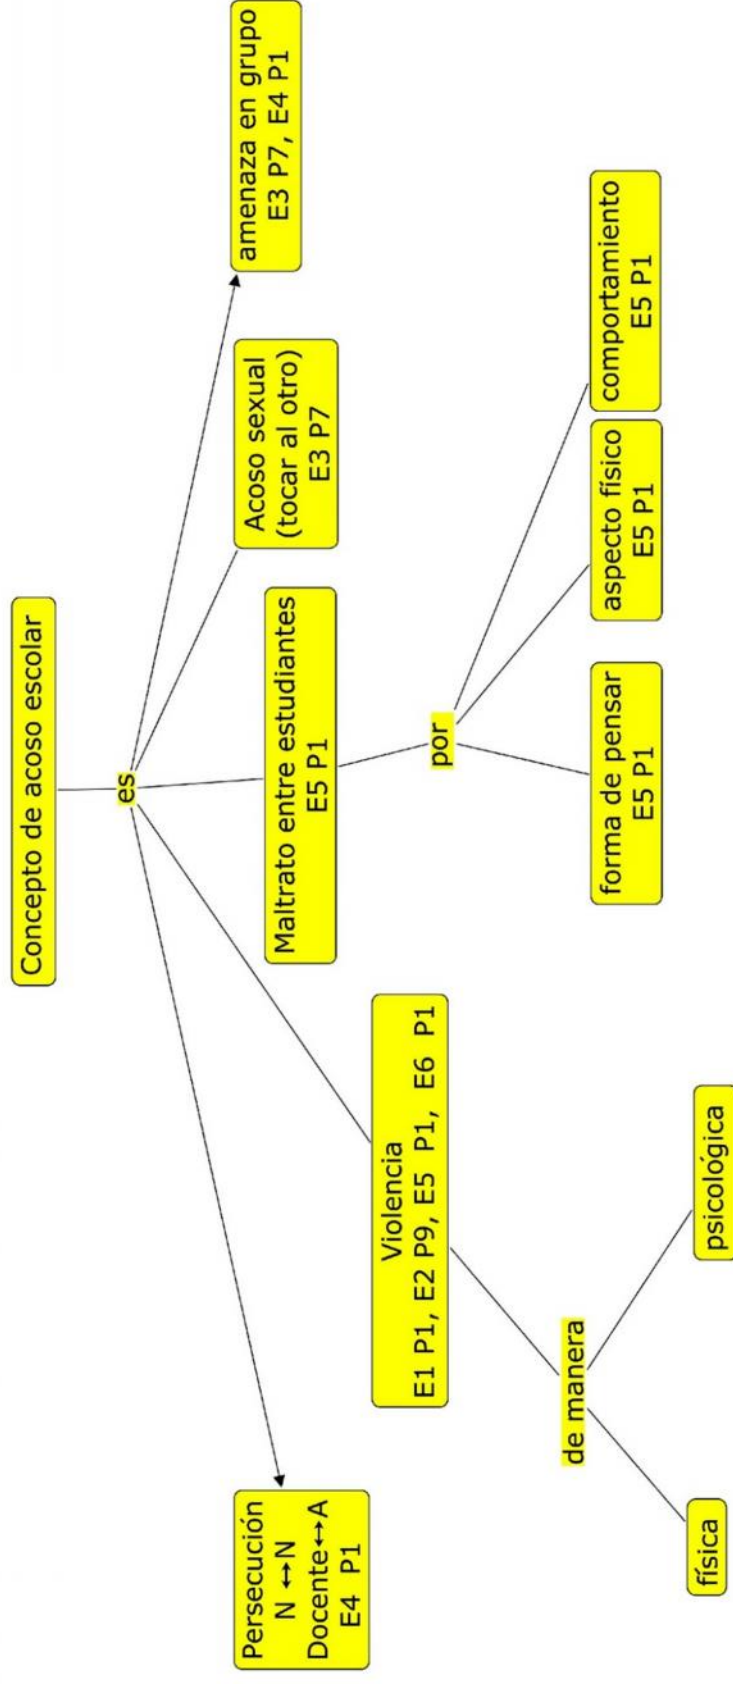 Concepto de acoso escolar
es
Persecución
N ↔N
Docente↔A
E4 P1
Violencia
E1 P1, E2 P9, E5 P1, E6 P1
Maltrato entre estudiantes
E5 P1
Acoso sexual
(tocar al otro)
E3 P7
amenaza en grupo
E3 P7, E4 P1
de manera
física
psicológica
por
forma de pensar
E5 P1
aspecto físico
E5 P1
comportamiento
E5 P1